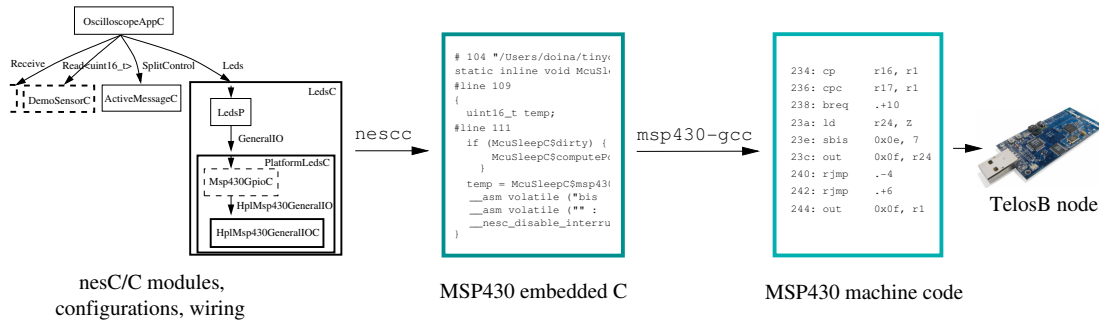 OscilloscopeAppC
Receive
Read<uint16_t>
SplitControl
Leds
DemoSensorC
ActiveMessageC
LedsC
LedsP
GeneralIO
PlatformLedsC
Msp430GpioC
HplMsp430GeneralIO
HplMsp430GeneralIOC
nesC/C modules,
configurations, wiring
nescc
# 104 "/Users/doina/tinyo
static inline void McuSle
#line 109
{
uint16_t temp;
#line 111
if (McuSleepC$dirty) {
McuSleepC$computePo
}
temp = McuSleepC$msp430
__asm volatile ("bis
__asm volatile ("" :
__nesc_disable_interru
}
MSP430 embedded C
msp430-gcc
234: cp r16, r1
236: cpc r17, r1
238: breq .+10
23a: ld r24, Z
23e: sbis 0x0e, 7
23c: out 0x0f, r24
240: rjmp .-4
242: rjmp .+6
244: out 0x0f, r1
MSP430 machine code
TelosB node